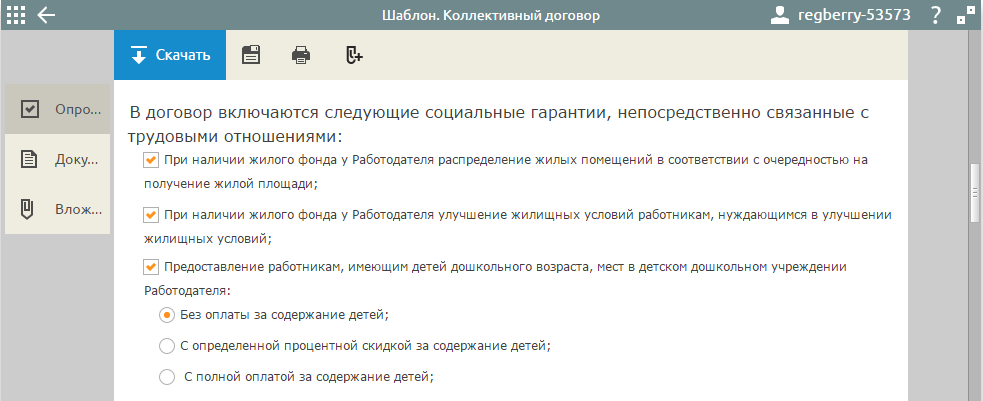 Шаблон. Коллективный договор
regberry-53573
?
Скачать
Опро...
Доку...
Влож...
В договор включаются следующие социальные гарантии, непосредственно связанные с
трудовыми отношениями:
При наличии жилого фонда у Работодателя распределение жилых помещений в соответствии с очередностью на
получение жилой площади;
При наличии жилого фонда у Работодателя улучшение жилищных условий работникам, нуждающимся в улучшении
жилищных условий;
Предоставление работникам, имеющим детей дошкольного возраста, мест в детском дошкольном учреждении
Работодателя:
Без оплаты за содержание детей;
С определенной процентной скидкой за содержание детей;
С полной оплатой за содержание детей;